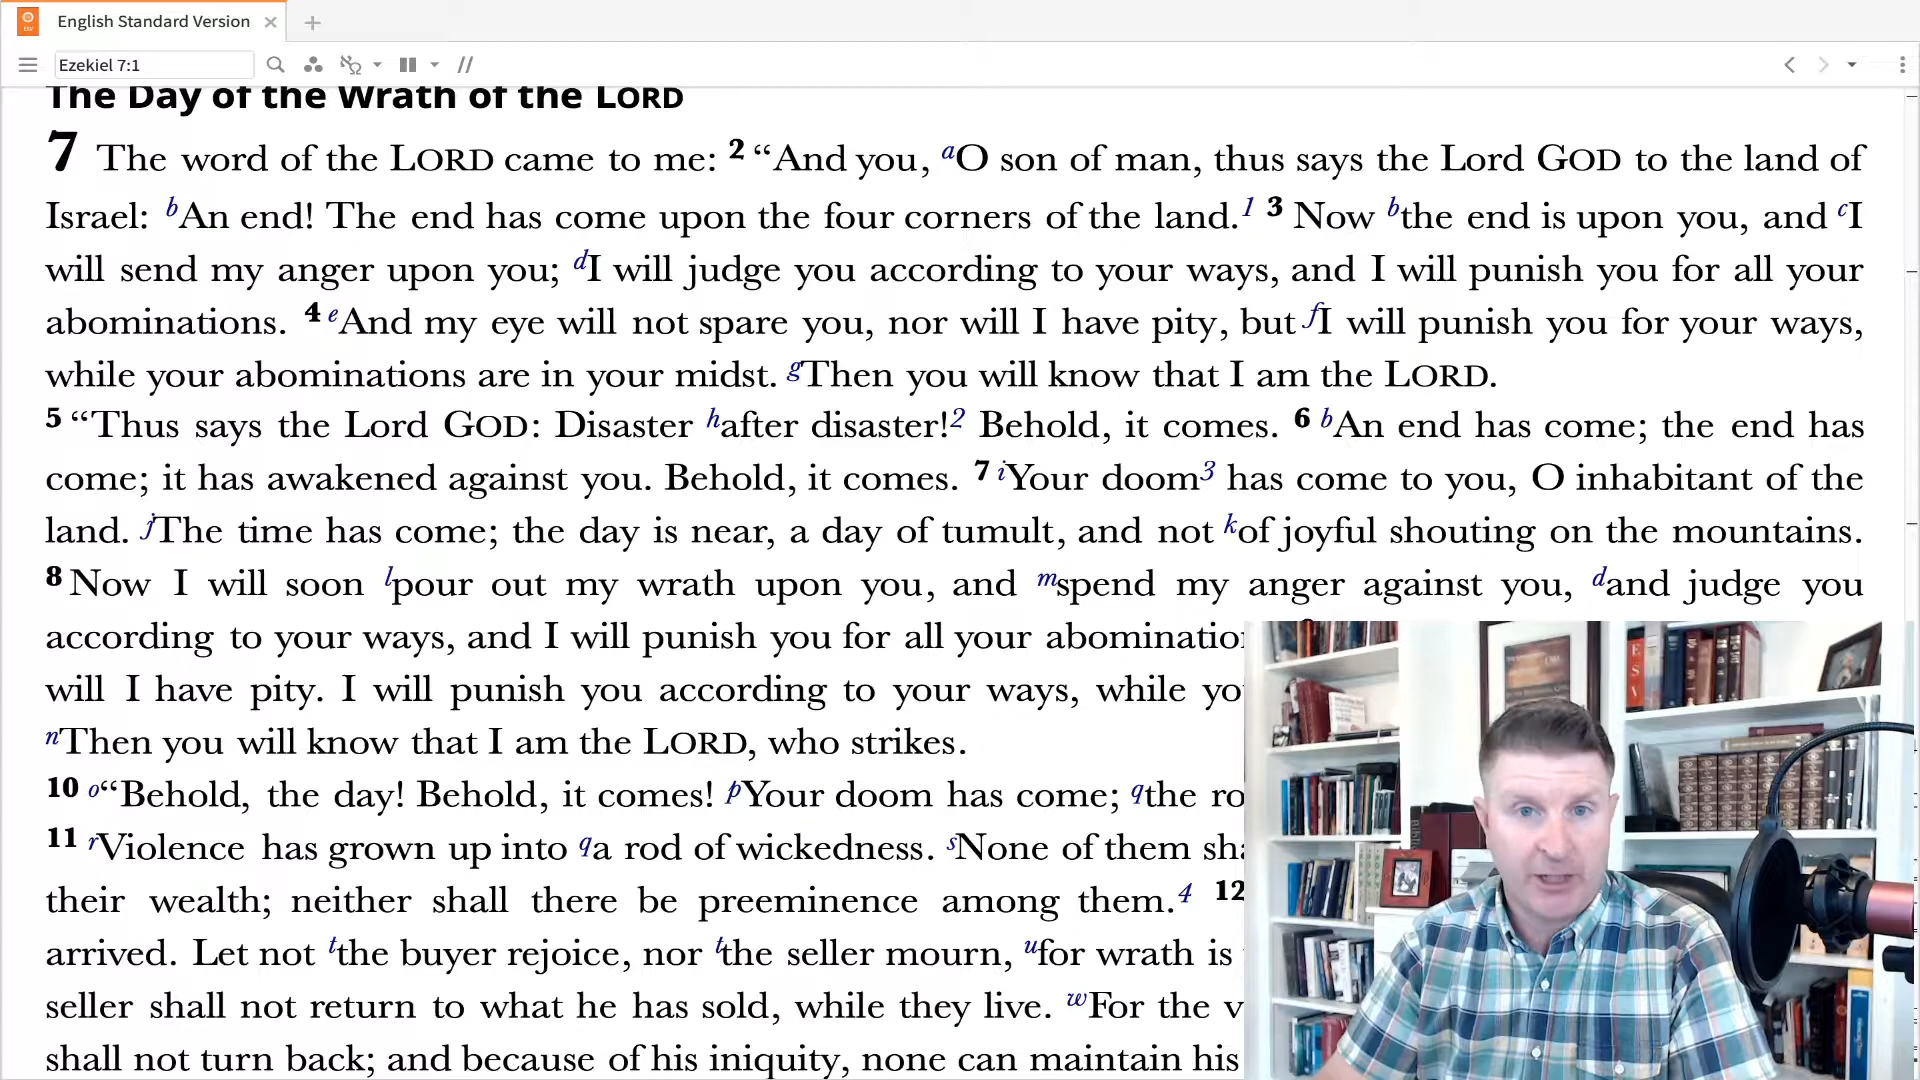 English Standard Version
Ezekiel 7:1
The Day of the Wrath of the LORD
7 The word of the LORD came to me: 2 “And you, aO son of man, thus says the Lord GOD to the land of
Israel: bAn end! The end has come upon the four corners of the land.1 3 Now bthe end is upon you, and cI
will send my anger upon you; dI will judge you according to your ways, and I will punish you for all your
abominations. 4 eAnd my eye will not spare you, nor will I have pity, but fI will punish you for your ways,
while your abominations are in your midst. gThen you will know that I am the LORD.
5 “Thus says the Lord GOD: Disaster hafter disaster!2 Behold, it comes. 6 bAn end has come; the end has
come; it has awakened against you. Behold, it comes. 7 iYour doom3 has come to you, O inhabitant of the
land. jThe time has come; the day is near, a day of tumult, and not kof joyful shouting on the mountains.
8 Now I will soon lpour out my wrath upon you, and mspend my anger against you, dand judge you
according to your ways, and I will punish you for all your abominatio
will I have pity. I will punish you according to your ways, while yo
nThen you will know that I am the LORD, who strikes.
10 o“Behold, the day! Behold, it comes! pYour doom has come; qthe ro
11 rViolence has grown up into qa rod of wickedness. sNone of them sha
their wealth; neither shall there be preeminence among them.4 12
arrived. Let not tthe buyer rejoice, nor tthe seller mourn, ufor wrath is
seller shall not return to what he has sold, while they live. wFor the v
shall not turn back; and because of his iniquity, none can maintain his
ESV